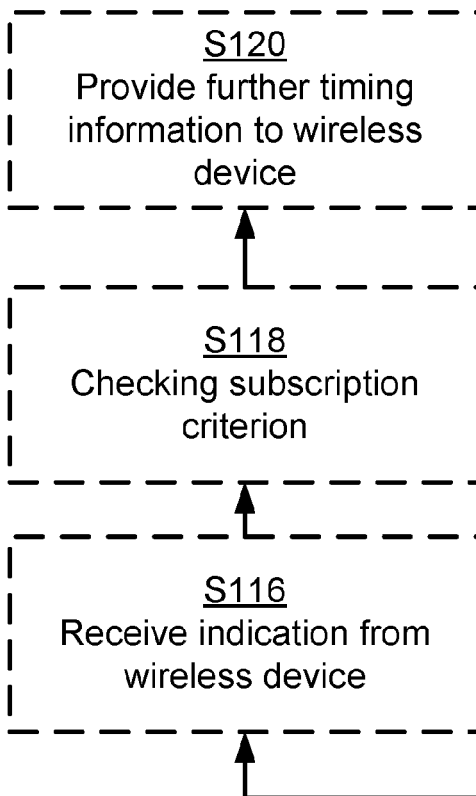 S120
Provide further timing
information to wireless
device
S118
Checking subscription
criterion
S116
Receive indication from
wireless device